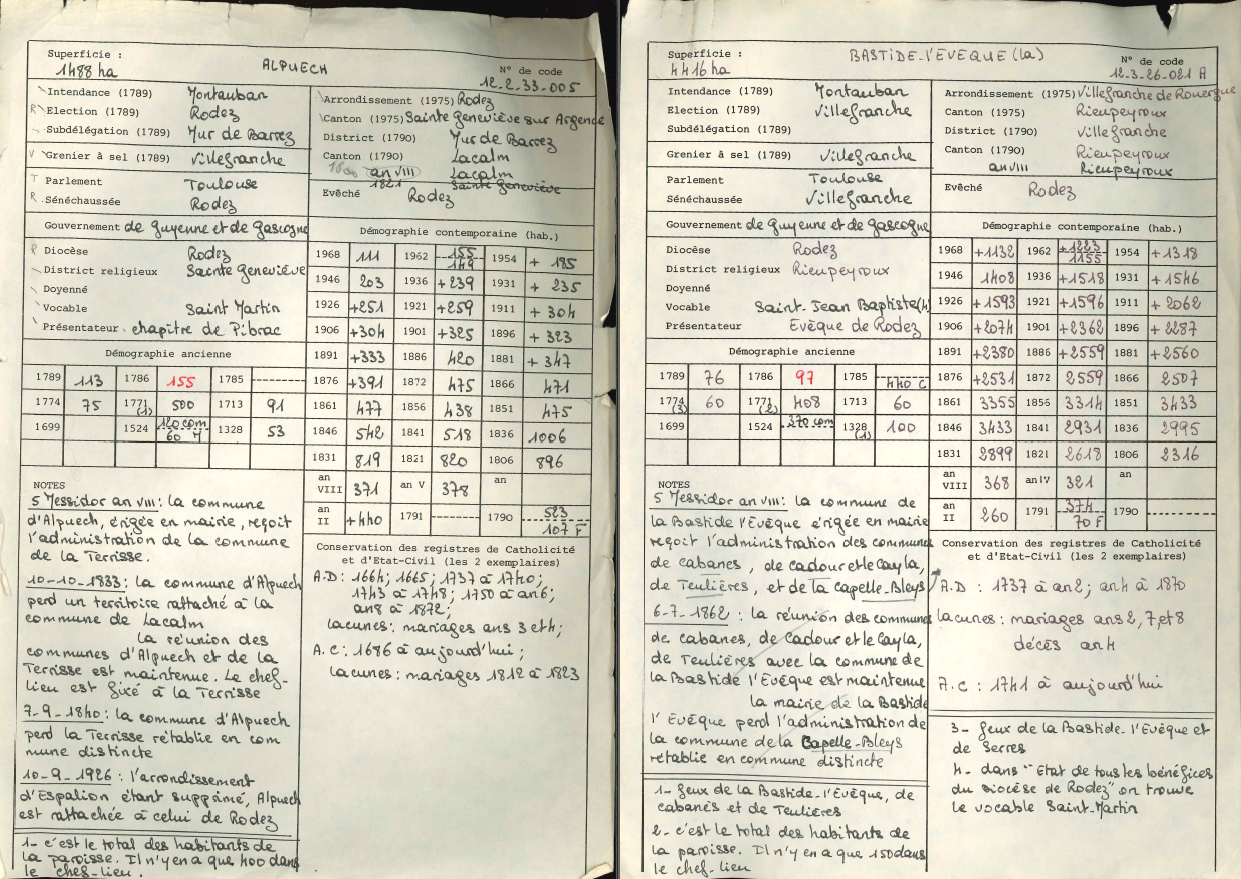 Superficie :
1488 ha
ALPUECH
N° de code
12.2.33.005
Intendance (1789) Montauban
Election (1789) Rodez
Subdélégation (1789) Mur de Barrez
Grenier à sel (1789) Villefranche
Parlement Toulouse
Sénéchaussée Rodez
Arrondissement (1975) Rodez
Canton (1975) Sainte Geneviève sur Argence
District (1790) Mur de Barrez
Canton (1790) Lacalm
an VIII Lacalm
1821 Sainte Geneviève
Evêché Rodez
Gouvernement de Guyenne et de Gascogne
Diocèse Rodez
District religieux Sainte Geneviève
Doyenné
Vocable Saint Martin
Présentateur chapitre de Pibrac
Démographie ancienne
1789 113 1786 155 1785
1774 75 1771 (1) 500 1713 91
1699 1524 120 com 60 M 1328 53
Démographie contemporaine (hab.)
1968 111 1962 155 149 1954 + 185
1946 203 1936 +239 1931 + 235
1926 +251 1921 +259 1911 + 304
1906 +304 1901 +325 1896 + 323
1891 +333 1886 420 1881 + 347
1876 +391 1872 475 1866 471
1861 477 1856 438 1851 475
1846 542 1841 518 1836 1006
1831 819 1821 820 1806 896
an VIII 371 an V 378 an
an II +440 1791 1790 523 107 F
NOTES
5 Messidor an VIII : la commune
d'Alpuech, érigée en mairie, reçoit
l'administration de la commune
de la Terrisse.
10-10-1833 : la commune d'Alpuech
perd un territoire rattaché à la
commune de Lacalm
la réunion des
communes d'Alpuech et de la
Terrisse est maintenue. Le chef-
lieu est fixé à la Terrisse
7-9-1840 : la commune d'Alpuech
perd la Terrisse rétablie en com
mune distincte
10-9-1926 : l'arrondissement
d'Espalion étant supprimé, Alpuech
est rattachée à celui de Rodez
1- c'est le total des habitants de
la paroisse. Il n'y en a que 400 dans
le chef-lieu.
Conservation des registres de Catholicité
et d'Etat-Civil (les 2 exemplaires)
A.D : 1664; 1665; 1737 à 1740;
1743 à 1748; 1750 à an 6;
an 8 à 1872;
lacunes : mariages ans 3 et 4;
A.C : 1686 à aujourd'hui;
lacunes : mariages 1812 à 1823
Superficie :
4416 ha
BASTIDE-L'EVEQUE (la)
N° de code
12.3.26.021 A
Intendance (1789) Montauban
Election (1789) Villefranche
Subdélégation (1789)
Grenier à sel (1789) Villefranche
Parlement Toulouse
Sénéchaussée Villefranche
Arrondissement (1975) Villefranche de Rouergue
Canton (1975) Rieupeyroux
District (1790) Villefranche
Canton (1790) Rieupeyroux
an VIII Rieupeyroux
Evêché Rodez
Gouvernement de Guyenne et de Gascogne
Diocèse Rodez
District religieux Rieupeyroux
Doyenné
Vocable Saint-Jean Baptiste (4)
Présentateur Evêque de Rodez
Démographie ancienne
1789 76 1786 97 1785 440 C
1774 (3) 60 1771 (2) 408 1713 60
1699 1524 370 com 1328 (1) 100
Démographie contemporaine (hab.)
1968 +1132 1962 +1223 1155 1954 +1318
1946 1408 1936 +1518 1931 +1546
1926 +1593 1921 +1596 1911 + 2062
1906 +2074 1901 +2362 1896 + 2287
1891 +2380 1886 +2559 1881 +2560
1876 +2531 1872 2559 1866 2507
1861 3355 1856 3314 1851 3433
1846 3433 1841 2931 1836 2995
1831 2899 1821 2618 1806 2316
an VIII 368 an IV 321 an
an II 260 1791 374 70 F 1790
NOTES
5 Messidor an VIII : la commune de
la Bastide l'Evêque érigée en mairie
reçoit l'administration des communes
de cabanes, de cadour et le Cayla,
de Teulières, et de la capelle-Bleys
6-7-1862 : la réunion des communes
de cabanes, de Cadour et le Cayla,
de Teulières avec la commune de
la Bastide l'Evêque est maintenue
la mairie de la Bastide
l'Evêque perd l'administration de
la commune de la Capelle-Bleys
rétablie en commune distincte
1- feux de la Bastide-l'Evêque, de
cabanes et de Teulières
2- c'est le total des habitants de
la paroisse. Il n'y en a que 150 dans
le chef-lieu
Conservation des registres de Catholicité
et d'Etat-Civil (les 2 exemplaires)
A.D : 1737 à an 2; an 4 à 1870
lacunes : mariages ans 2, 7, et 8
décès an 4
A.C : 1741 à aujourd'hui
3- feux de la Bastide-l'Evêque et
de Serres
4- dans "Etat de tous les bénéfices
du diocèse de Rodez" on trouve
le vocable Saint-Martin